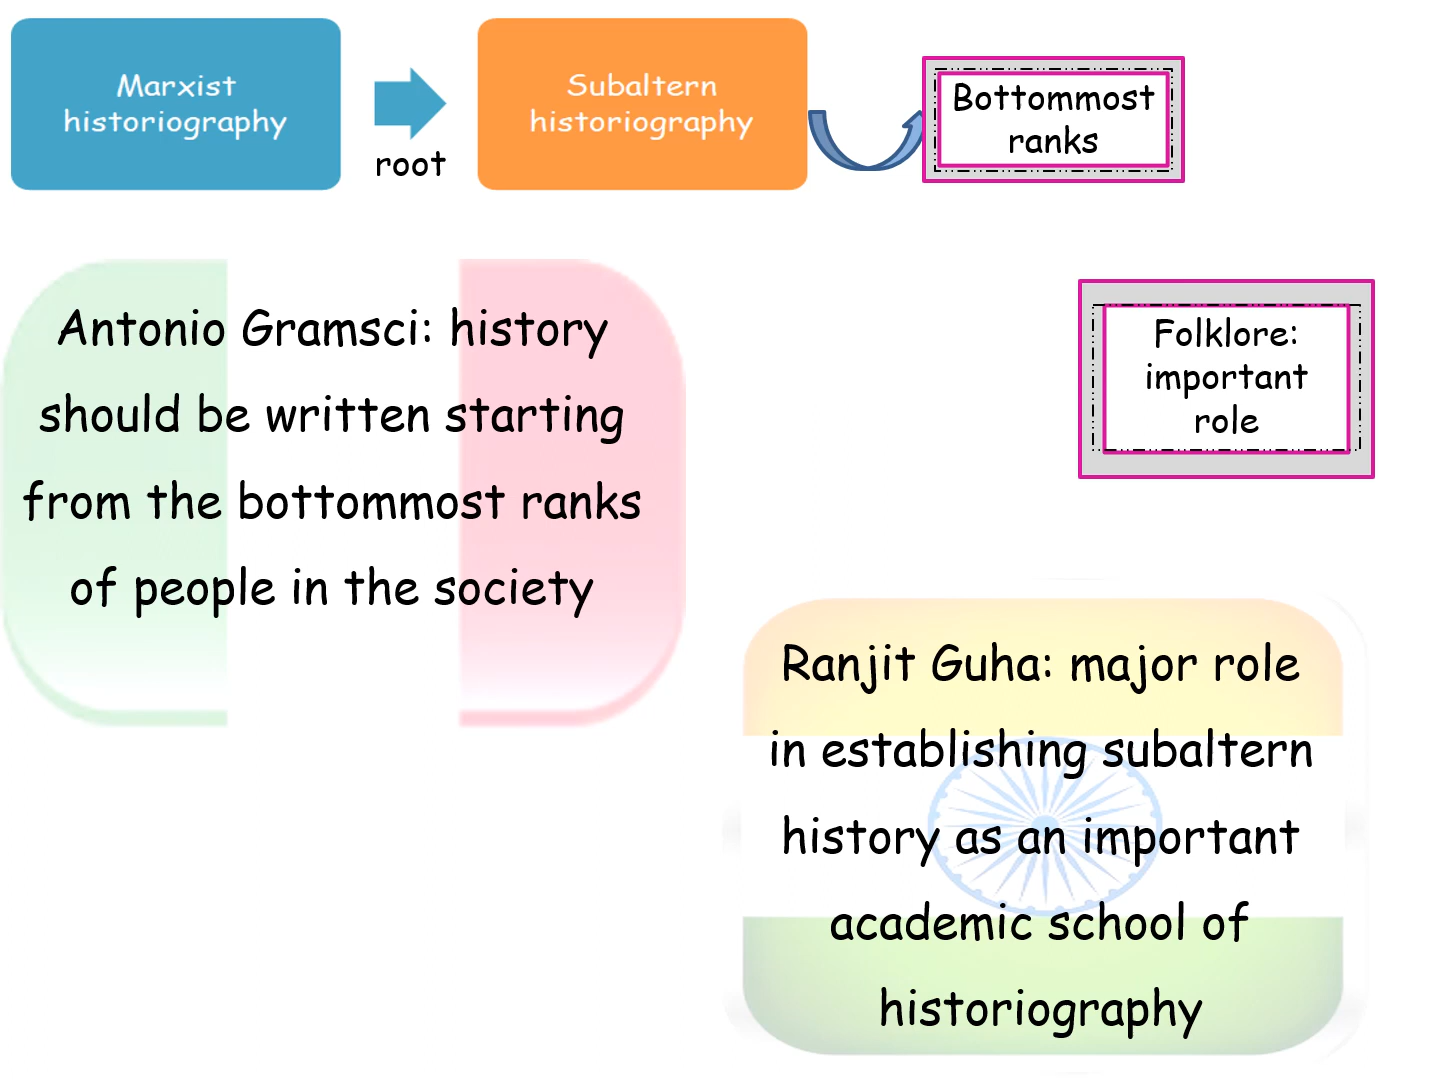 Marxist
historiography
root
Subaltern
historiography
Bottommost
ranks
Antonio Gramsci: history
should be written starting
from the bottommost ranks
of people in the society
Folklore:
important
role
Ranjit Guha: major role
in establishing subaltern
history as an important
academic school of
historiography